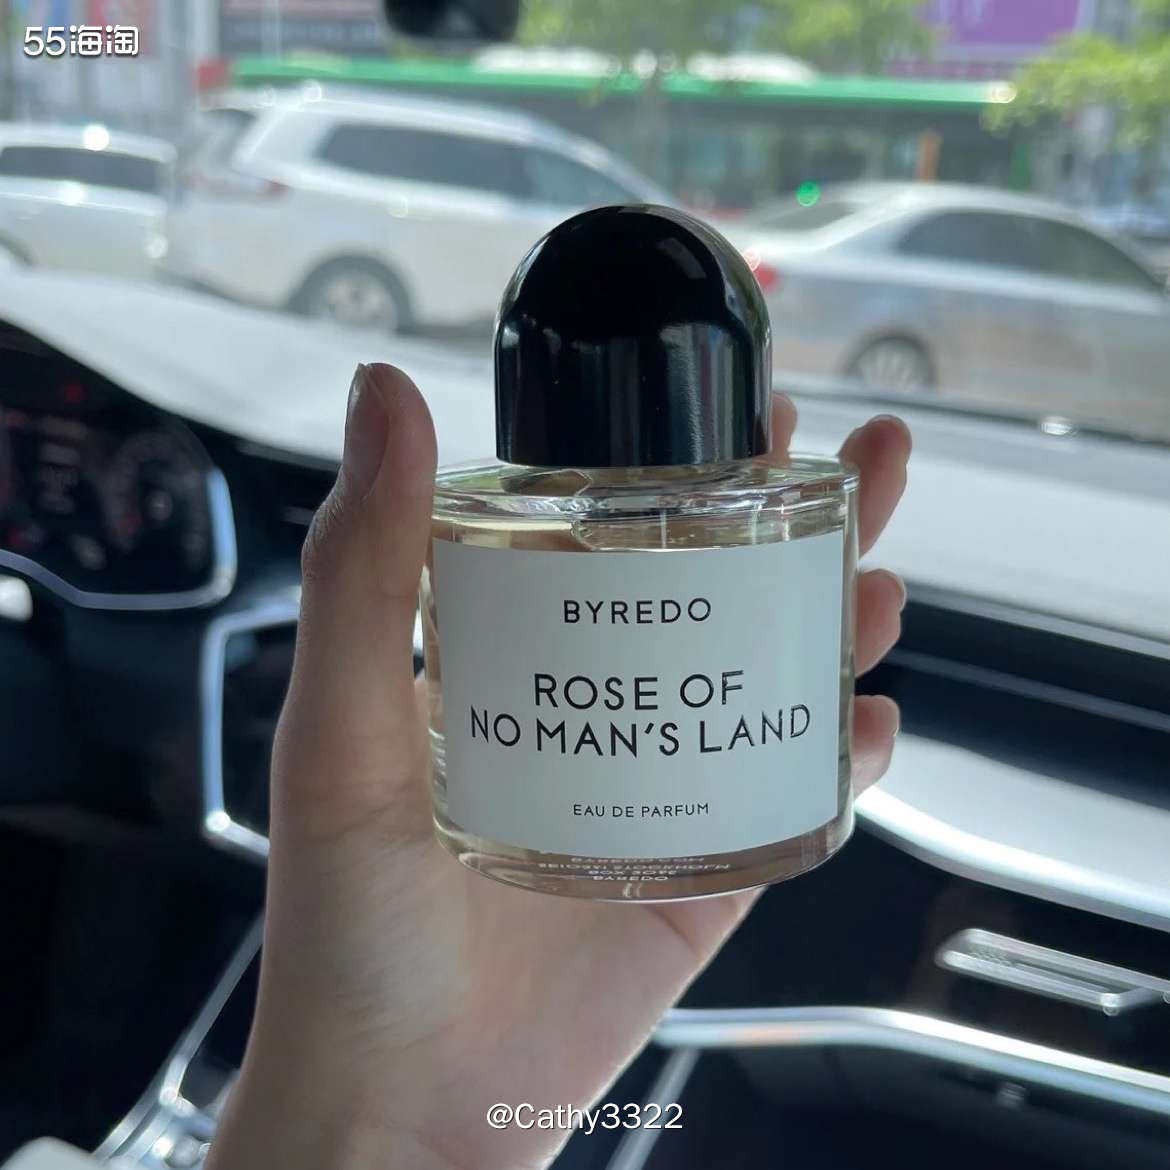 55海淘
BYREDO
ROSE OF
NO MAN'S LAND
EAU DE PARFUM
@Cathy3322